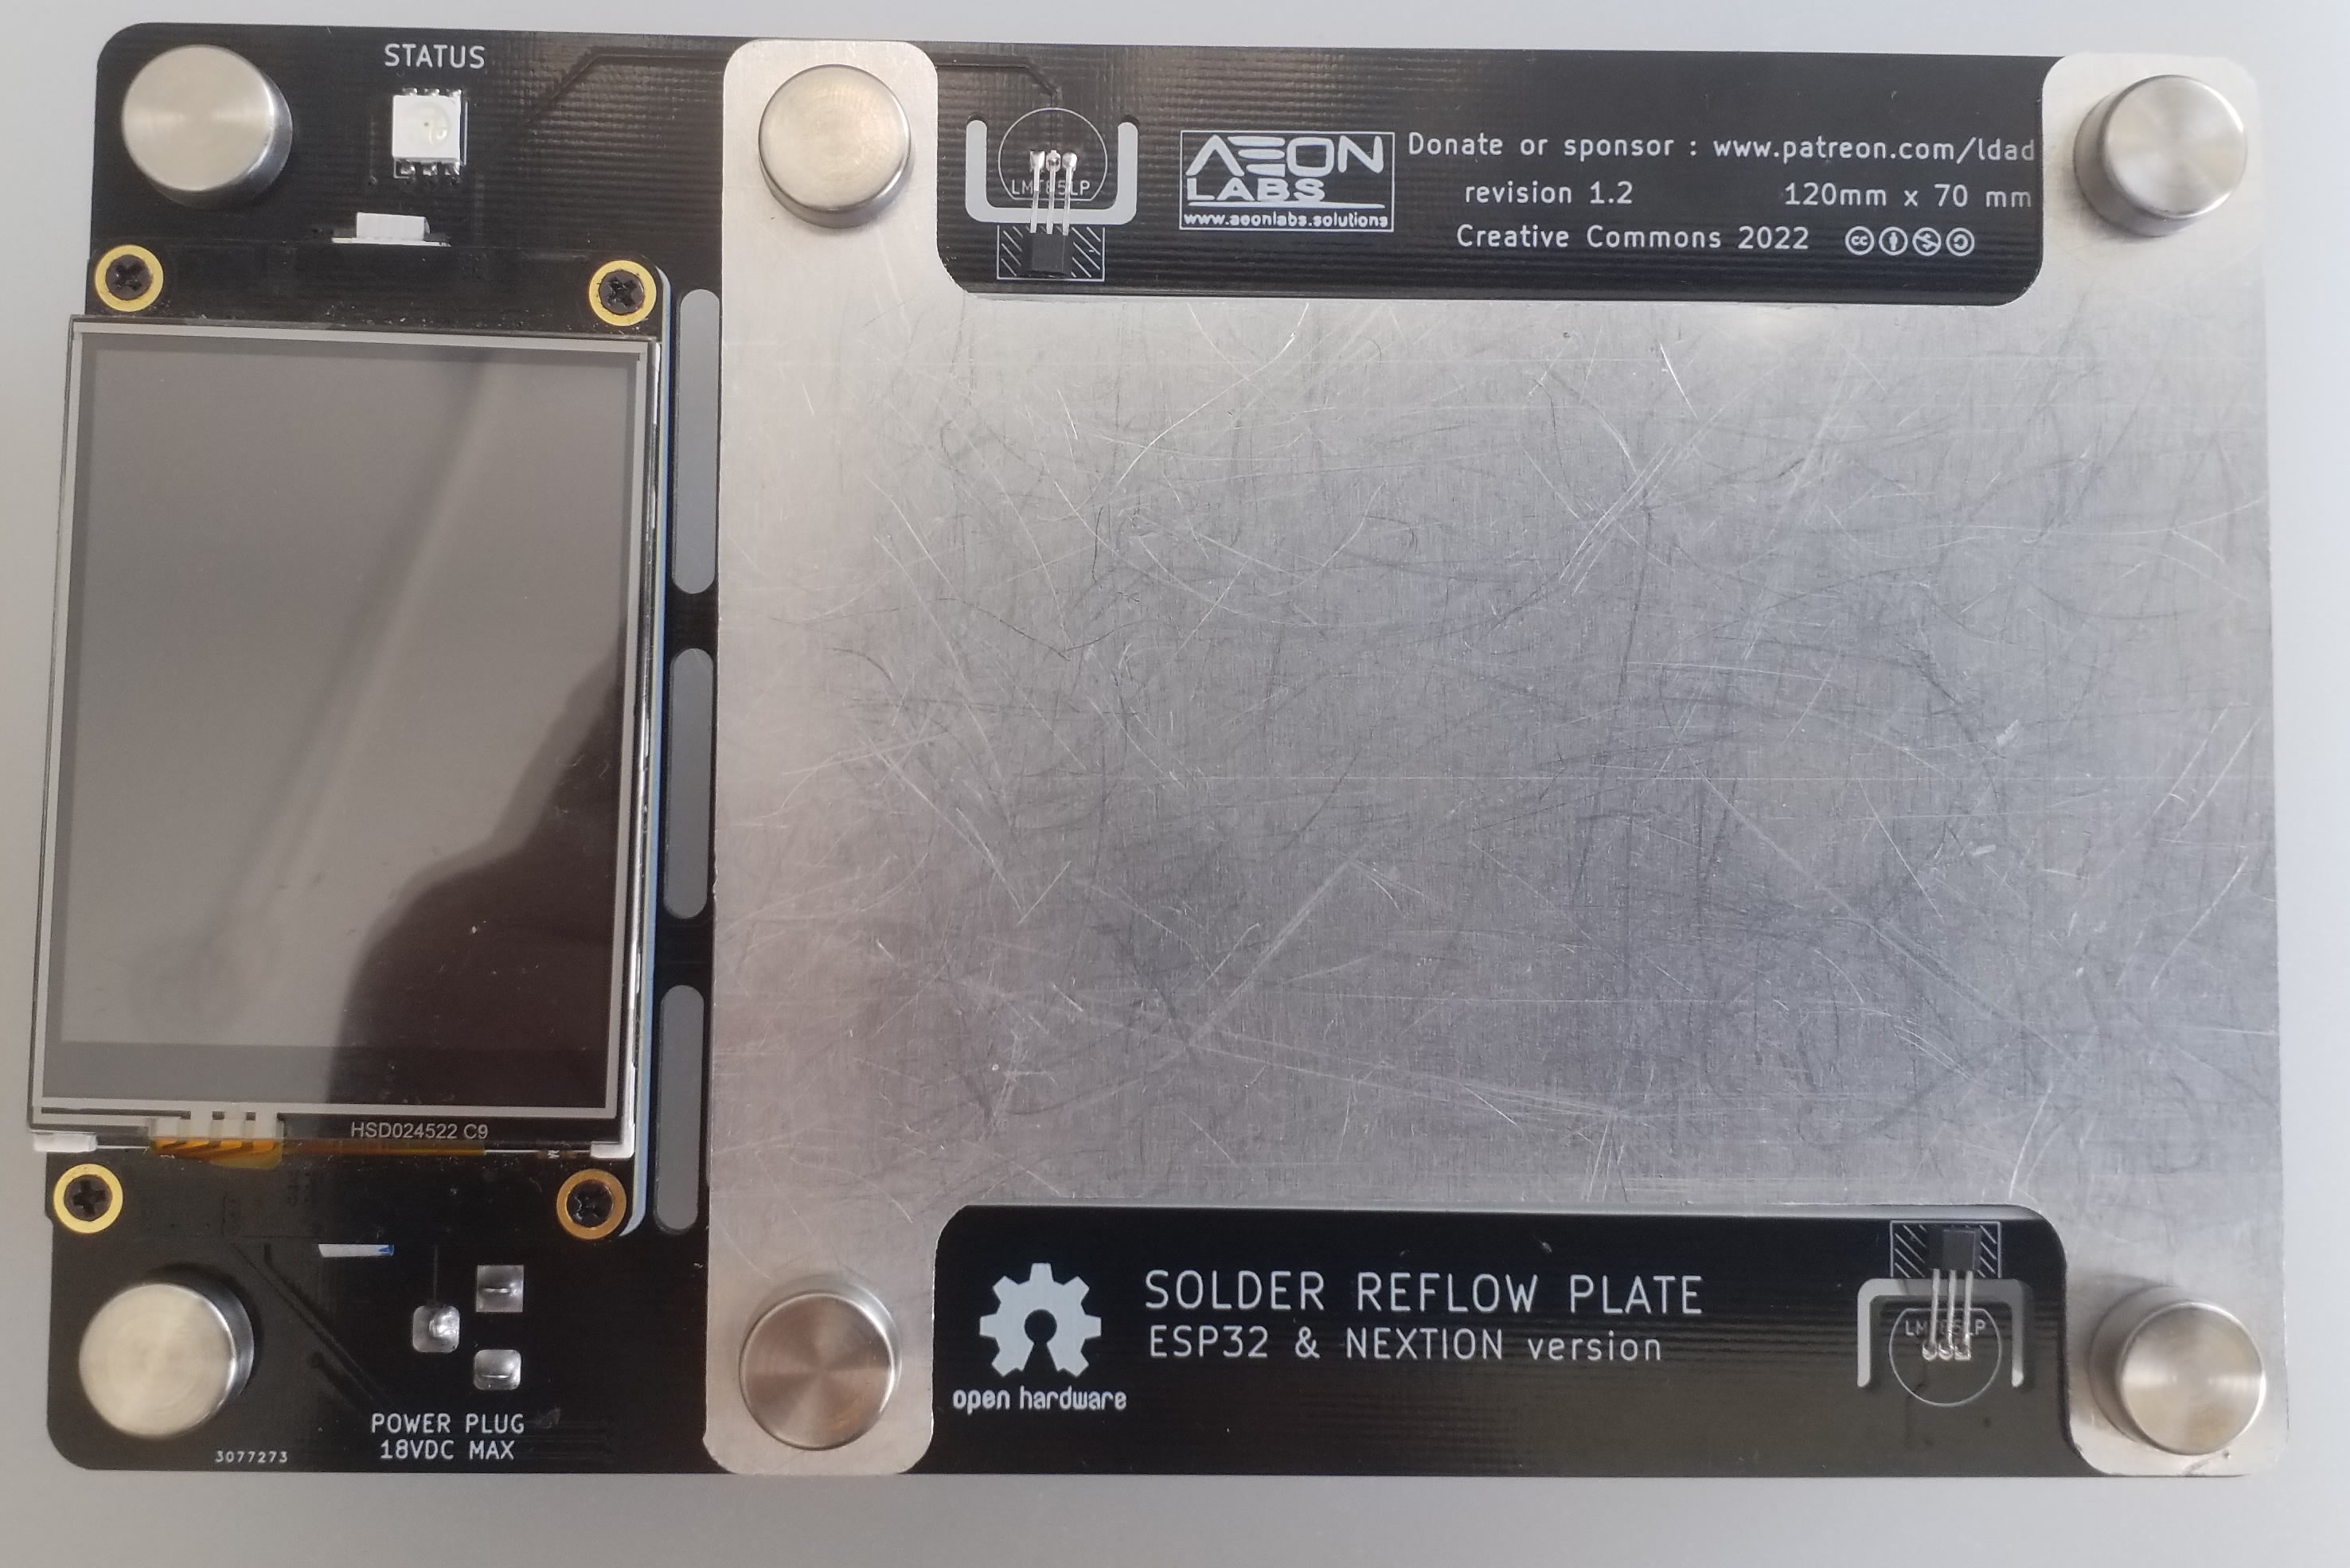 STATUS
AEON
LABS
www.aeonlabs.solutions
Donate or sponsor : www.patreon.com/ldad
revision 1.2
120mm x 70 mm
Creative Commons 2022
HSD024522 C9
SOLDER REFLOW PLATE
ESP32 & NEXTION version
open hardware
POWER PLUG
18VDC MAX
3077273